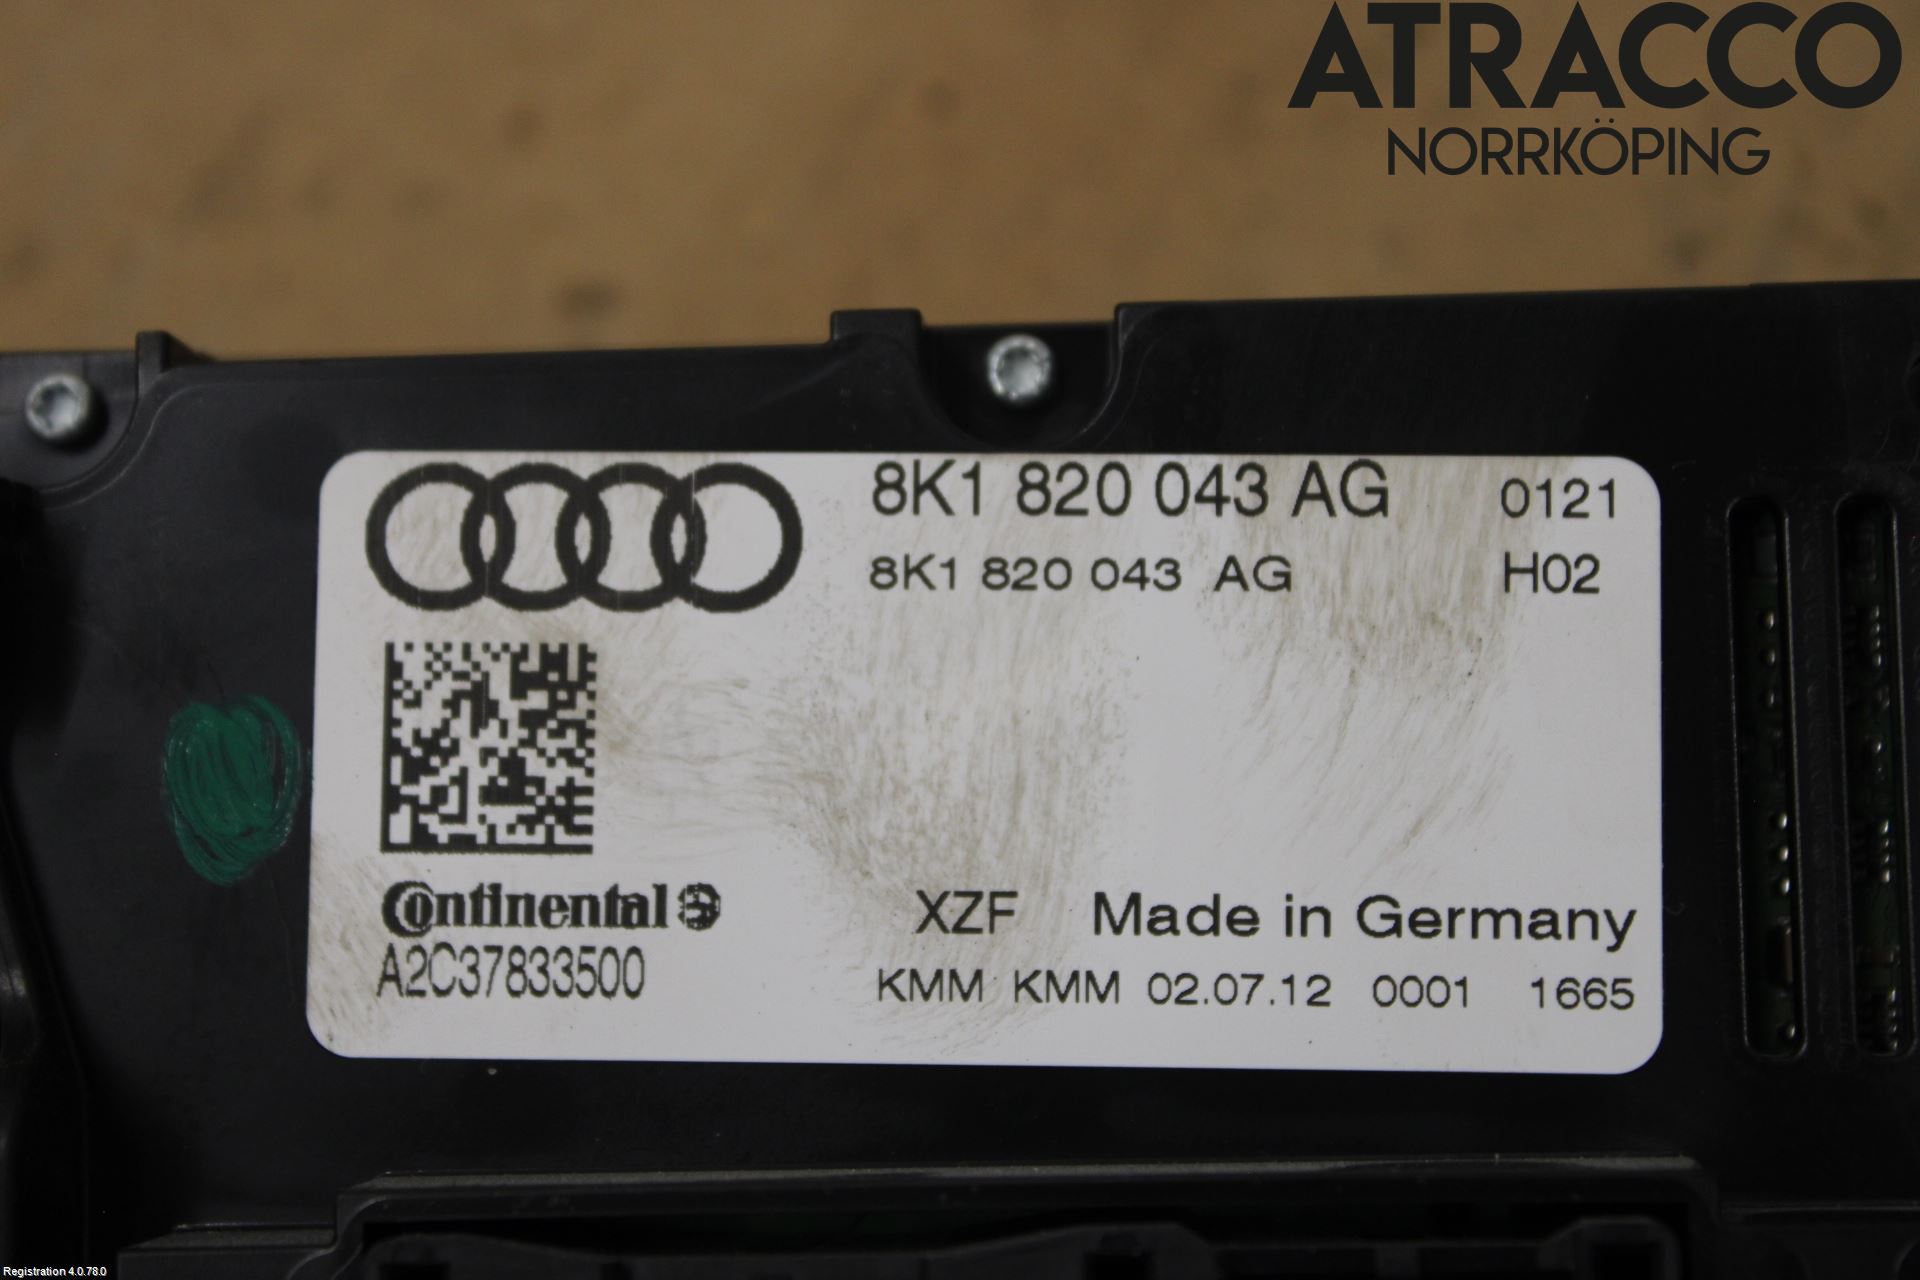 ATRACCO
NORRKÖPING
8K1 820 043 AG 0121
8K1 820 043 AG H02
Continental
A2C37833500
XZF Made in Germany
KMM KMM 02.07.12 0001 1665
Registration 4.0.78.0